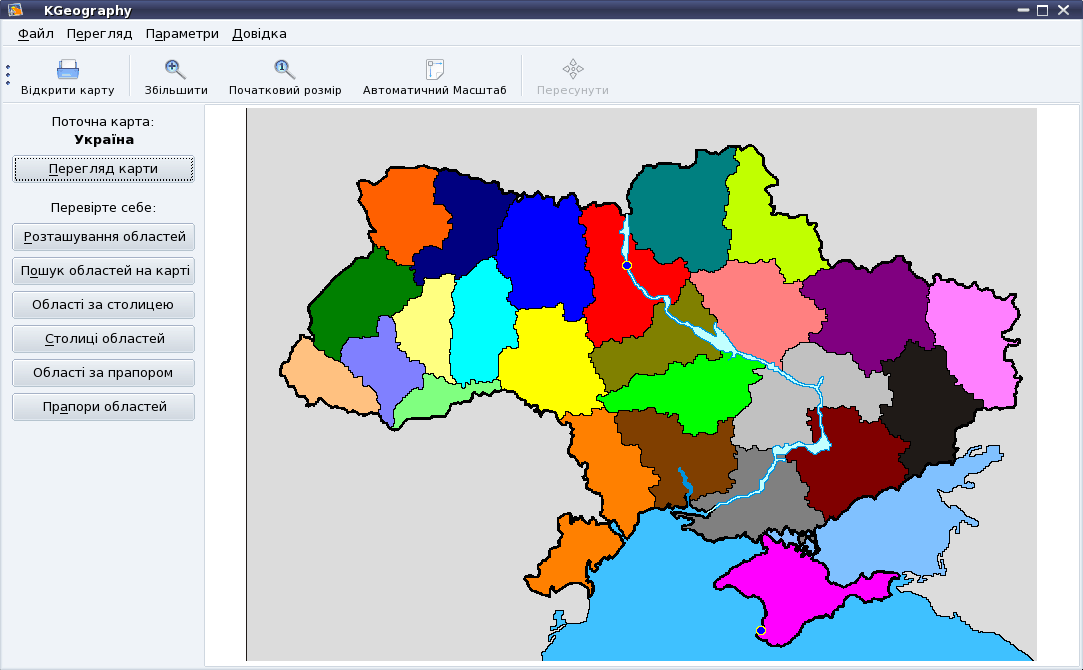 KGeography
Файл Перегляд Параметри Довідка
Відкрити карту Збільшити Початковий розмір Автоматичний Масштаб Пересунути
Поточна карта:
Україна
Перегляд карти
Перевірте себе:
Розташування областей
Пошук областей на карті
Області за столицею
Столиці областей
Області за прапором
Прапори областей